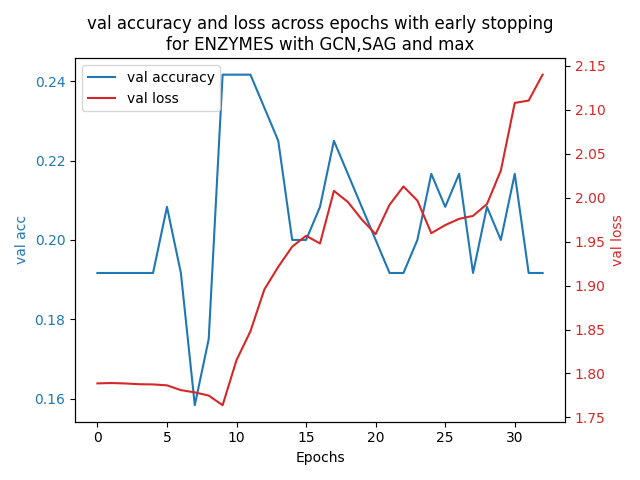 val accuracy and loss across epochs with early stopping
for ENZYMES with GCN,SAG and max
val accuracy
val loss
0.24
0.22
0.20
0.18
0.16
val acc
2.15
2.10
2.05
2.00
1.95
1.90
1.85
1.80
1.75
val loss
0 5 10 15 20 25 30
Epochs